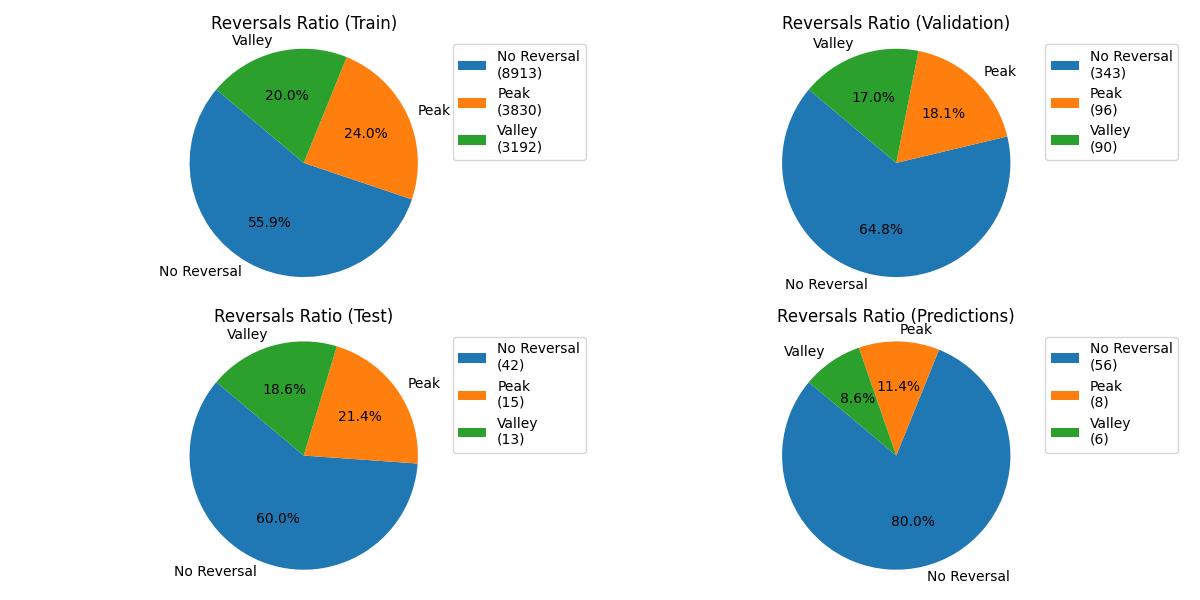 Reversals Ratio (Train)
Valley
Peak
No Reversal
20.0%
24.0%
55.9%
No Reversal
(8913)
Peak
(3830)
Valley
(3192)
Reversals Ratio (Validation)
Valley
Peak
No Reversal
17.0%
18.1%
64.8%
No Reversal
(343)
Peak
(96)
Valley
(90)
Reversals Ratio (Test)
Valley
Peak
No Reversal
18.6%
21.4%
60.0%
No Reversal
(42)
Peak
(15)
Valley
(13)
Reversals Ratio (Predictions)
Peak
Valley
No Reversal
11.4%
8.6%
80.0%
No Reversal
(56)
Peak
(8)
Valley
(6)